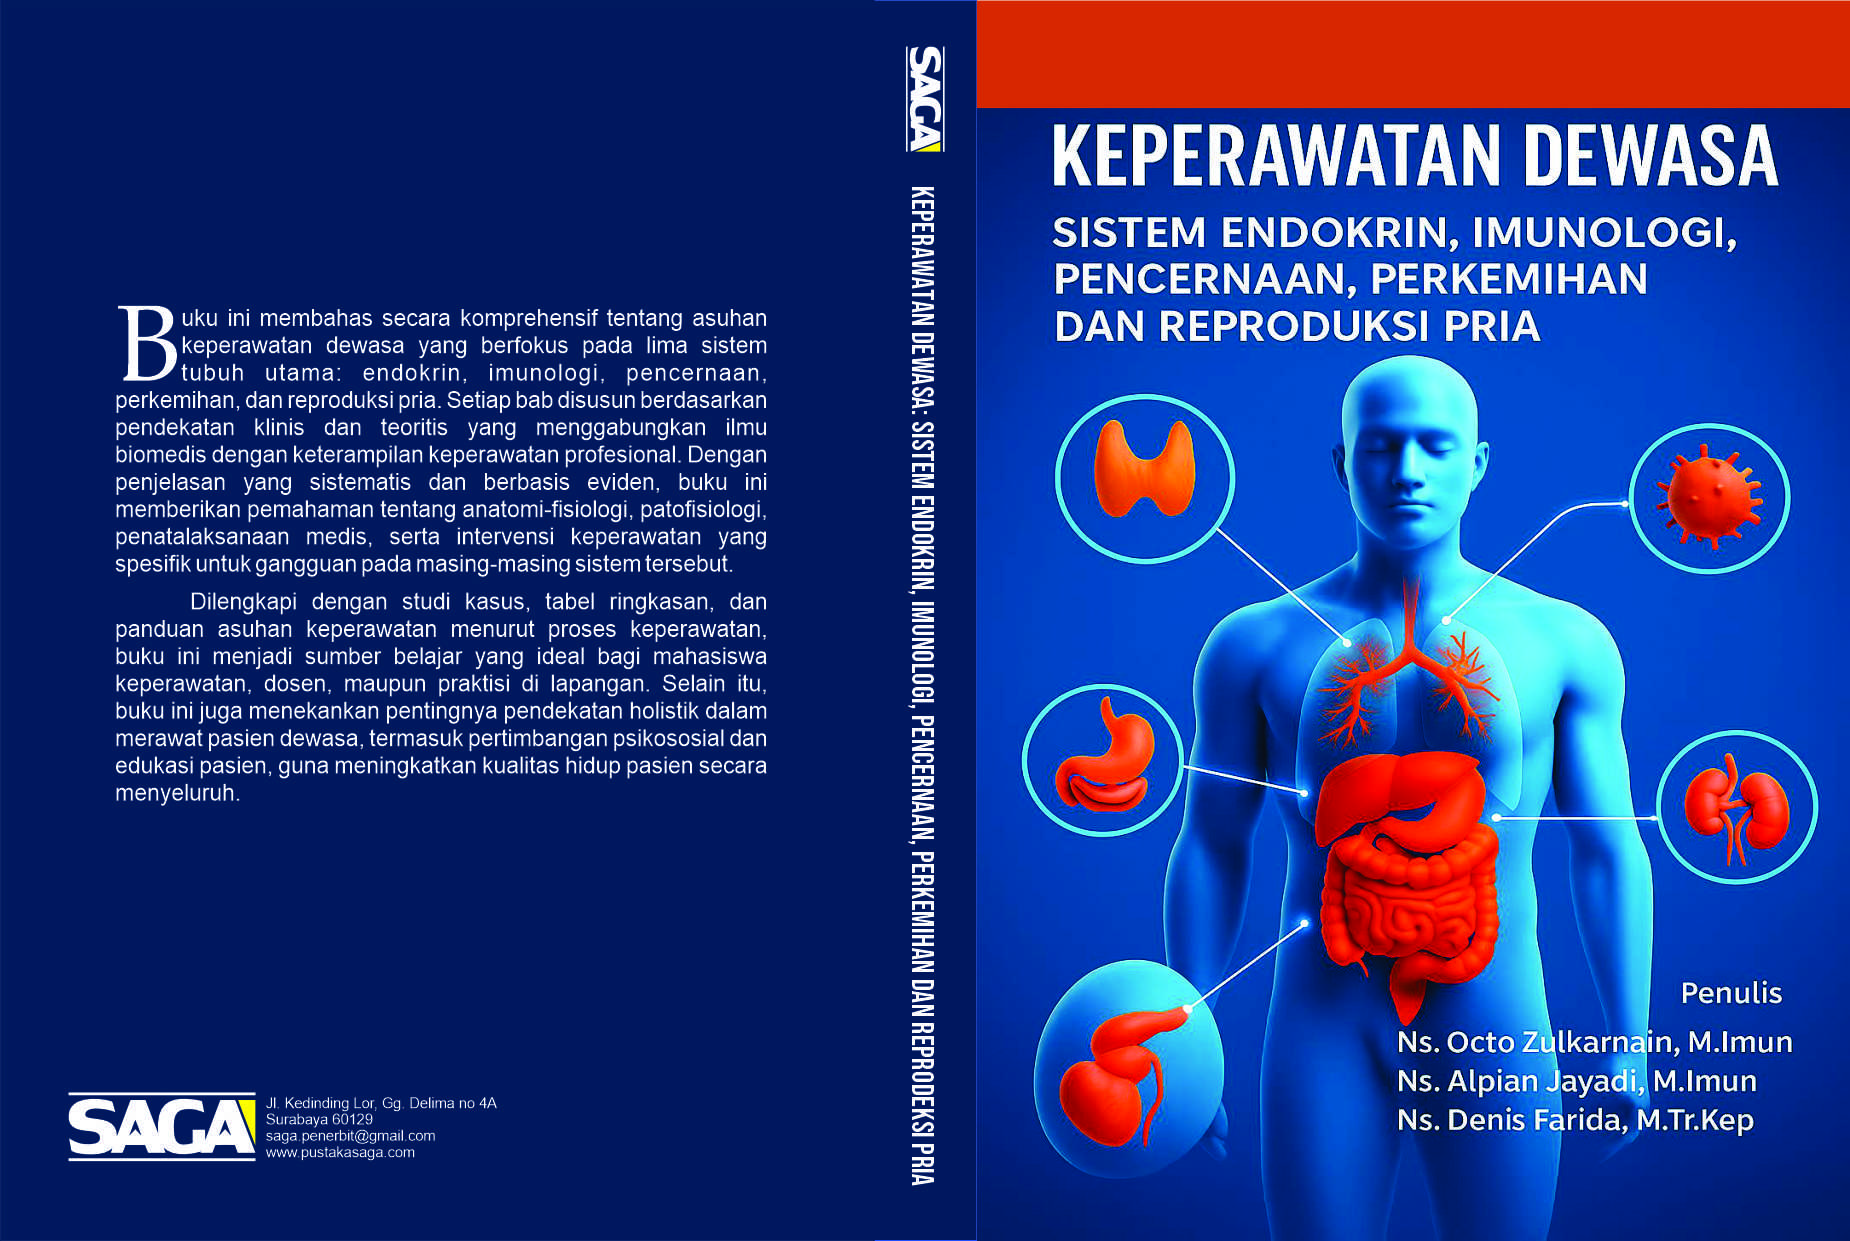 Buku ini membahas secara komprehensif tentang asuhan
keperawatan dewasa yang berfokus pada lima sistem
tubuh utama: endokrin, imunologi, pencernaan,
perkemihan, dan reproduksi pria. Setiap bab disusun berdasarkan
pendekatan klinis dan teoritis yang menggabungkan ilmu
biomedis dengan keterampilan keperawatan profesional. Dengan
penjelasan yang sistematis dan berbasis eviden, buku ini
memberikan pemahaman tentang anatomi-fisiologi, patofisiologi,
penatalaksanaan medis, serta intervensi keperawatan yang
spesifik untuk gangguan pada masing-masing sistem tersebut.
Dilengkapi dengan studi kasus, tabel ringkasan, dan
panduan asuhan keperawatan menurut proses keperawatan,
buku ini menjadi sumber belajar yang ideal bagi mahasiswa
keperawatan, dosen, maupun praktisi di lapangan. Selain itu,
buku ini juga menekankan pentingnya pendekatan holistik dalam
merawat pasien dewasa, termasuk pertimbangan psikososial dan
edukasi pasien, guna meningkatkan kualitas hidup pasien secara
menyeluruh.
SAGA
Jl. Kedinding Lor, Gg. Delima no 4A
Surabaya 60129
saga.penerbit@gmail.com
www.pustakasaga.com
SAGA
KEPERAWATAN DEWASA: SISTEM ENDOKRIN, IMUNOLOGI, PENCERNAAN, PERKEMIHAN DAN REPRODEKSI PRIA
KEPERAWATAN DEWASA
SISTEM ENDOKRIN, IMUNOLOGI,
PENCERNAAN, PERKEMIHAN
DAN REPRODUKSI PRIA
Penulis
Ns. Octo Zulkarnain, M.Imun
Ns. Alpian Jayadi, M.Imun
Ns. Denis Farida, M.Tr.Kep